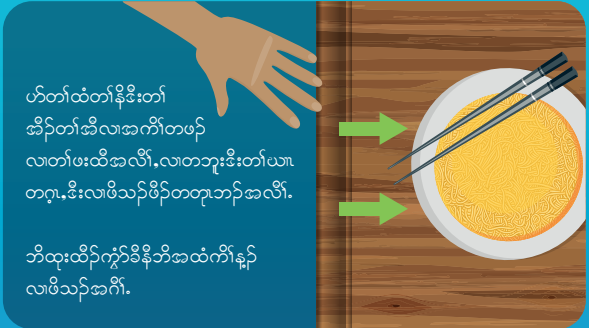 ဟ်တၢ်ထံတၢ်နိဒီးတၢ်
အီၣ်တၢ်အီလၢအကိၢ်တဖၣ်
လၢတၢ်ဖးထီအလီၢ်,လၢတဘူးဒီးတၢ်ယၢၤ
တဂ့ၤ,ဒီးလၢဖိသၣ်ဖိၣ်တတုၤဘၣ်အလီၢ်.
ဘိထုးထီၣ်ကွံာ်ခီနီဘိအထံကိၢ်န့ၣ်
လၢဖိသၣ်အဂီၢ်.